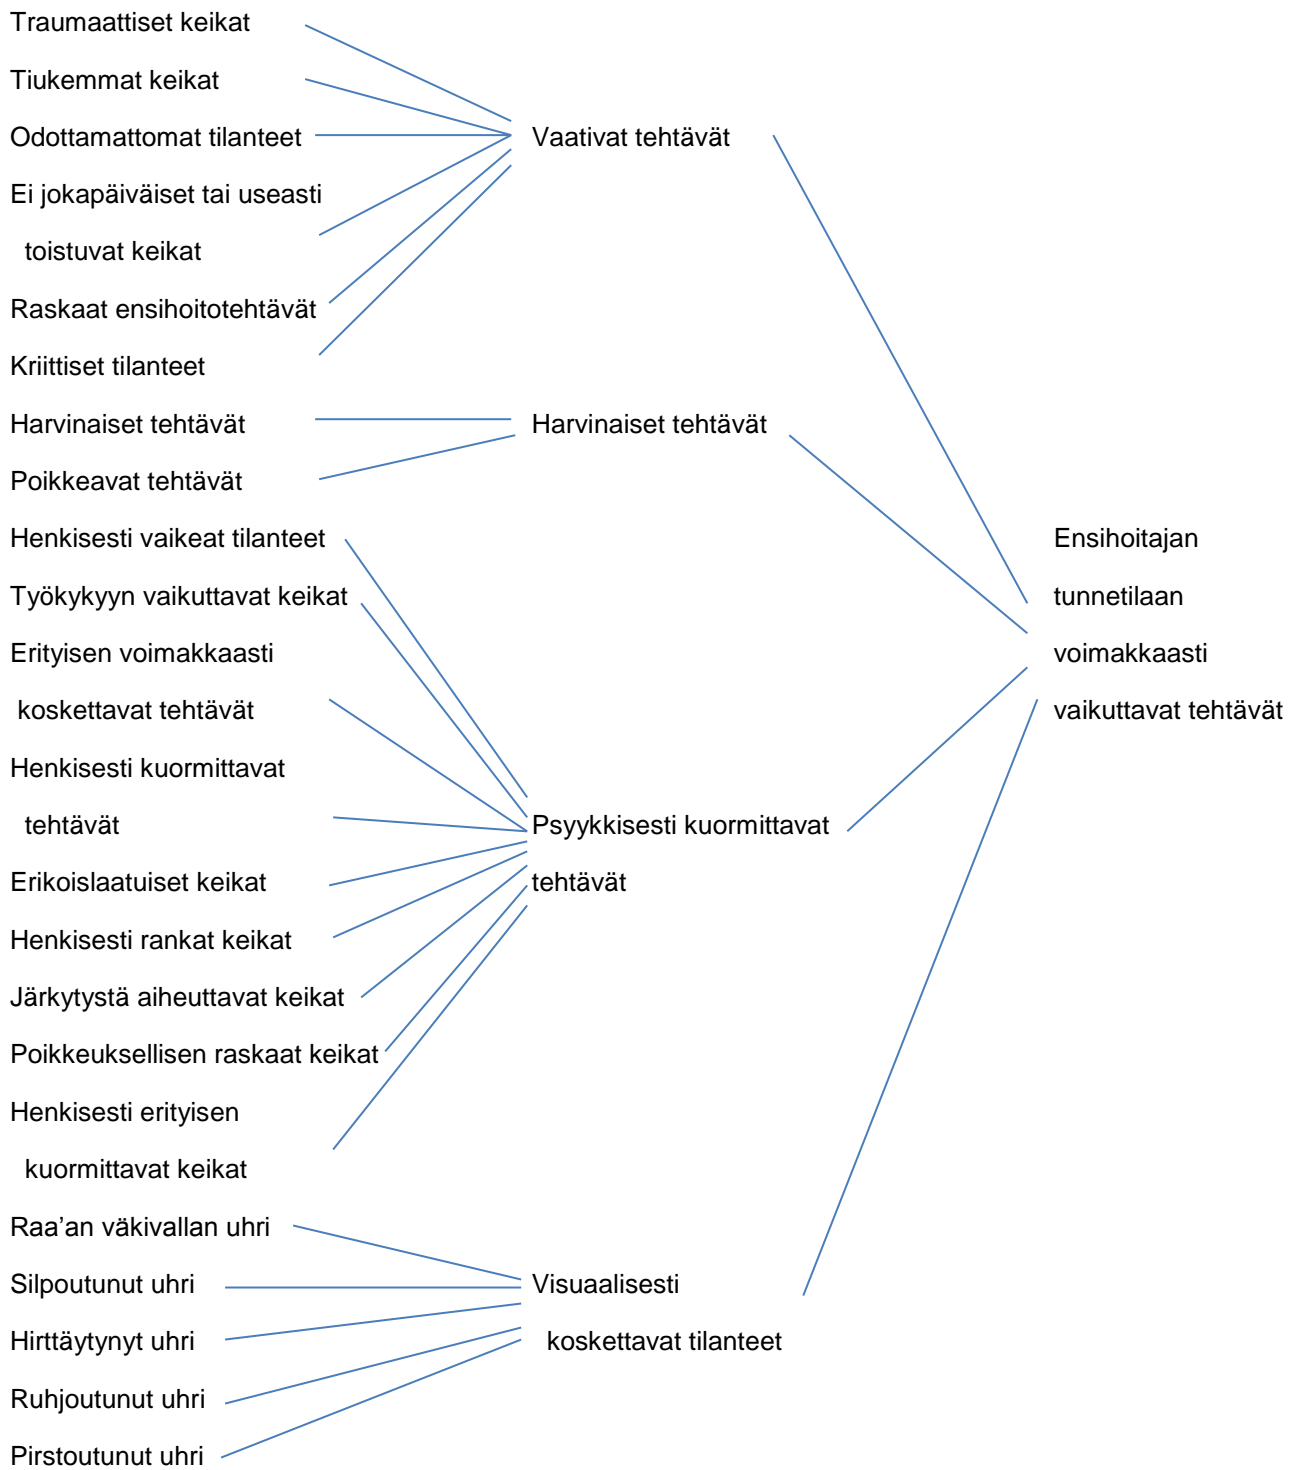 Traumaattiset keikat
Tiukemmat keikat
Odottamattomat tilanteet Vaativat tehtävät
Ei jokapäiväiset tai useasti
toistuvat keikat
Raskaat ensihoitotehtävät
Kriittiset tilanteet
Harvinaiset tehtävät Harvinaiset tehtävät
Poikkeavat tehtävät
Henkisesti vaikeat tilanteet Ensihoitajan
Työkykyyn vaikuttavat keikat tunnetilaan
Erityisen voimakkaasti voimakkaasti
koskettavat tehtävät vaikuttavat tehtävät
Henkisesti kuormittavat
tehtävät Psyykkisesti kuormittavat
Erikoislaatuiset keikat tehtävät
Henkisesti rankat keikat
Järkytystä aiheuttavat keikat
Poikkeuksellisen raskaat keikat
Henkisesti erityisen
kuormittavat keikat
Raa’an väkivallan uhri
Silpoutunut uhri Visuaalisesti
Hirttäytynyt uhri koskettavat tilanteet
Ruhjoutunut uhri
Pirstoutunut uhri